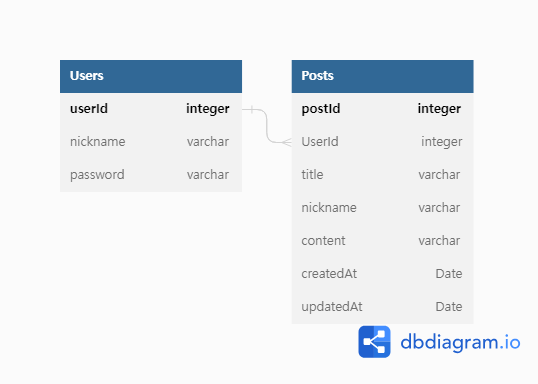 Users
userId integer
nickname varchar
password varchar
Posts
postId integer
UserId integer
title varchar
nickname varchar
content varchar
createdAt Date
updatedAt Date
dbdiagram.io